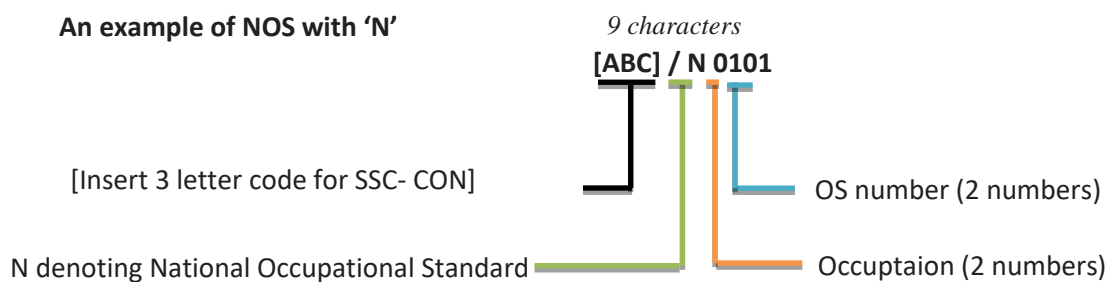 An example of NOS with ‘N’
9 characters
[ABC] / N 0101
[Insert 3 letter code for SSC- CON]
OS number (2 numbers)
N denoting National Occupational Standard
Occuptaion (2 numbers)